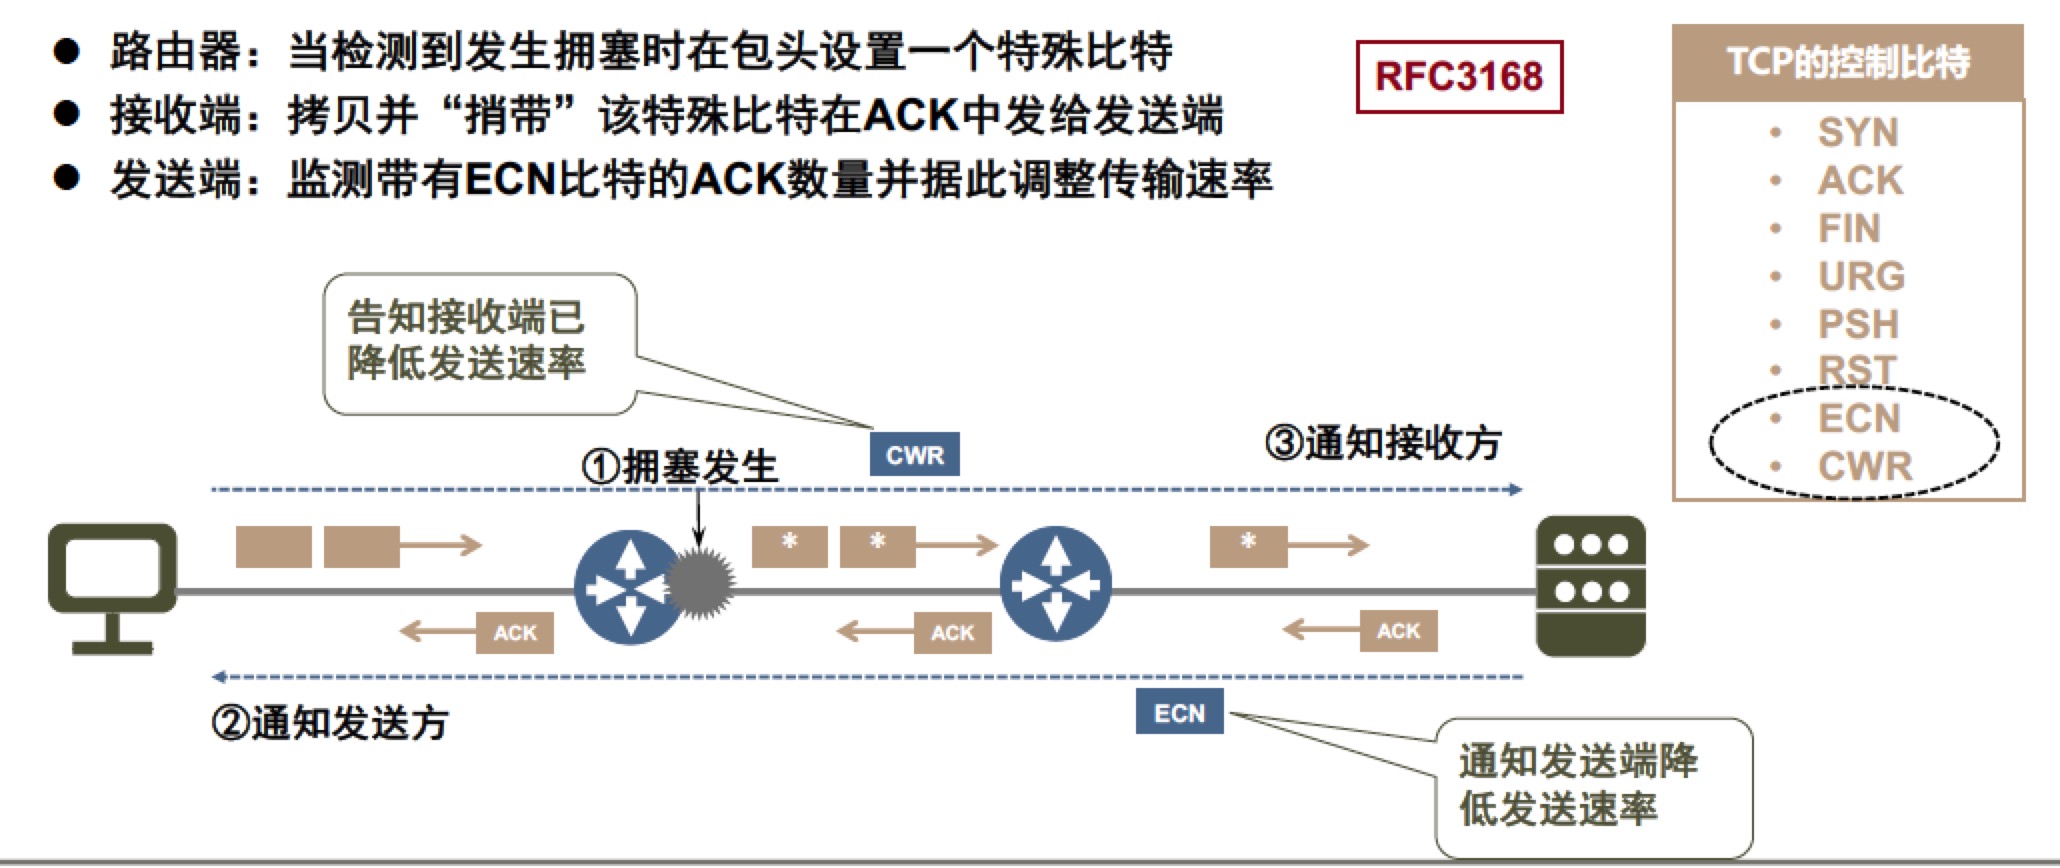 ● 路由器：当检测到发生拥塞时在包头设置一个特殊比特
● 接收端：拷贝并“捎带”该特殊比特在ACK中发给发送端
● 发送端：监测带有ECN比特的ACK数量并据此调整传输速率
RFC3168
TCP的控制比特
• SYN
• ACK
• FIN
• URG
• PSH
• RST
• ECN
• CWR
告知接收端已
降低发送速率
CWR
①拥塞发生
③通知接收方
* * *
ACK ACK ACK
②通知发送方
ECN
通知发送端降
低发送速率